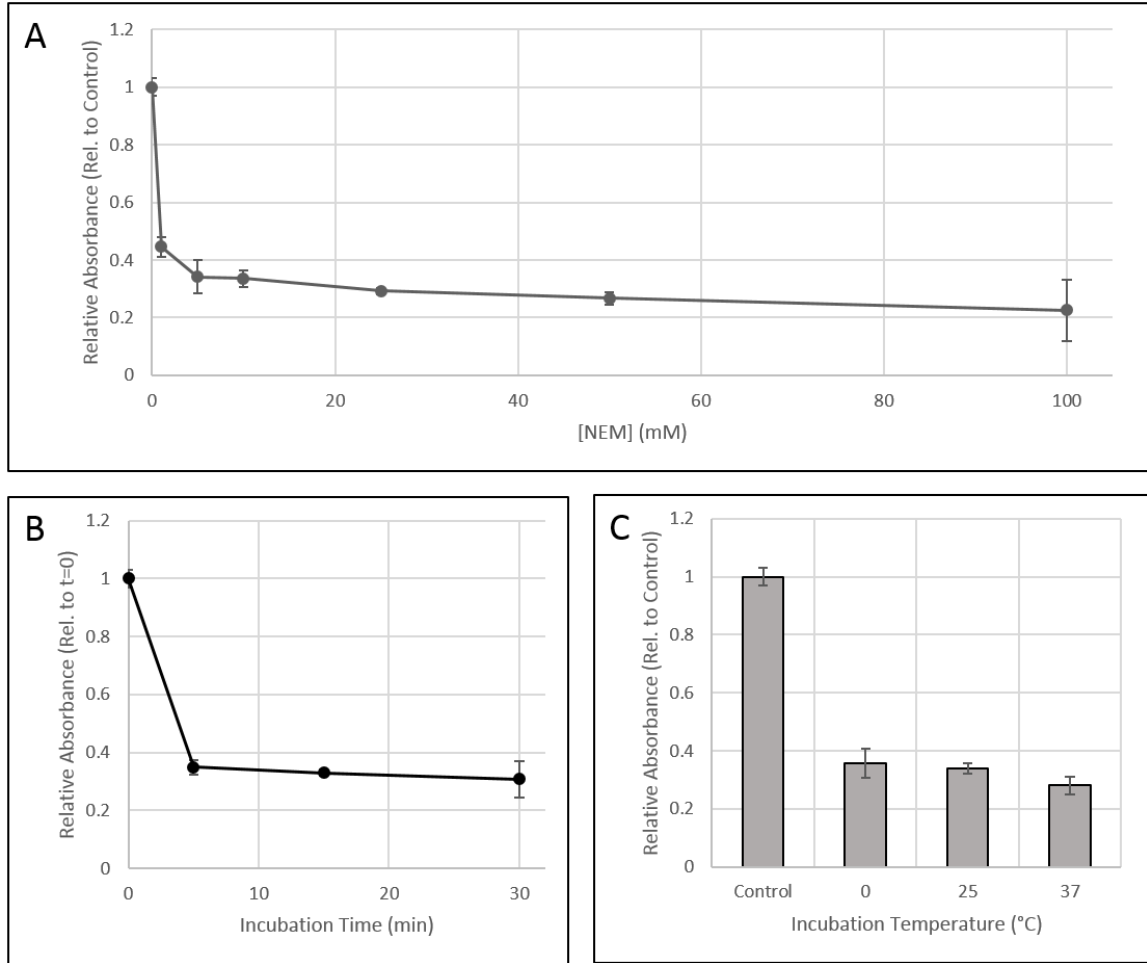 A
Relative Absorbance (Rel. to Control)
1.2
1
0.8
0.6
0.4
0.2
0
0 20 40 60 80 100
[NEM] (mM)
B
Relative Absorbance (Rel. to t=0)
1.2
1
0.8
0.6
0.4
0.2
0
0 10 20 30
Incubation Time (min)
C
Relative Absorbance (Rel. to Control)
1.2
1
0.8
0.6
0.4
0.2
0
Control 0 25 37
Incubation Temperature (°C)